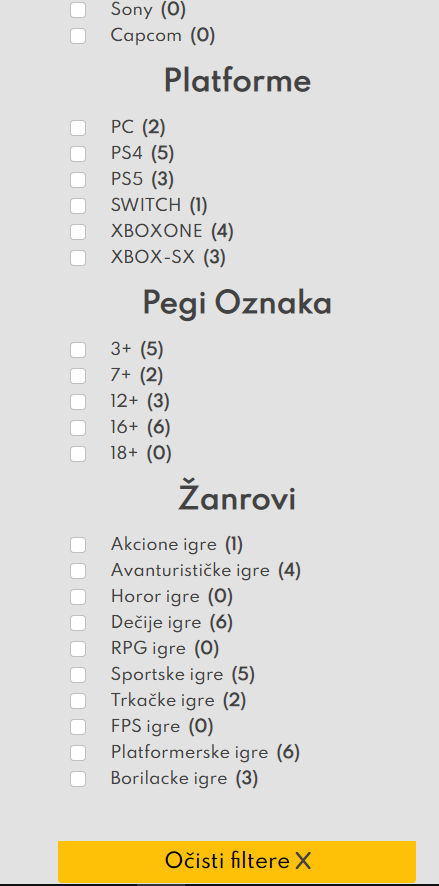 Sony (0)
Capcom (0)
Platforme
PC (2)
PS4 (5)
PS5 (3)
SWITCH (1)
XBOXONE (4)
XBOX-SX (3)
Pegi Oznaka
3+ (5)
7+ (2)
12+ (3)
16+ (6)
18+ (0)
Žanrovi
Akcione igre (1)
Avanturističke igre (4)
Horor igre (0)
Dečije igre (6)
RPG igre (0)
Sportske igre (5)
Trkačke igre (2)
FPS igre (0)
Platformerske igre (6)
Borilacke igre (3)
Očisti filtere X